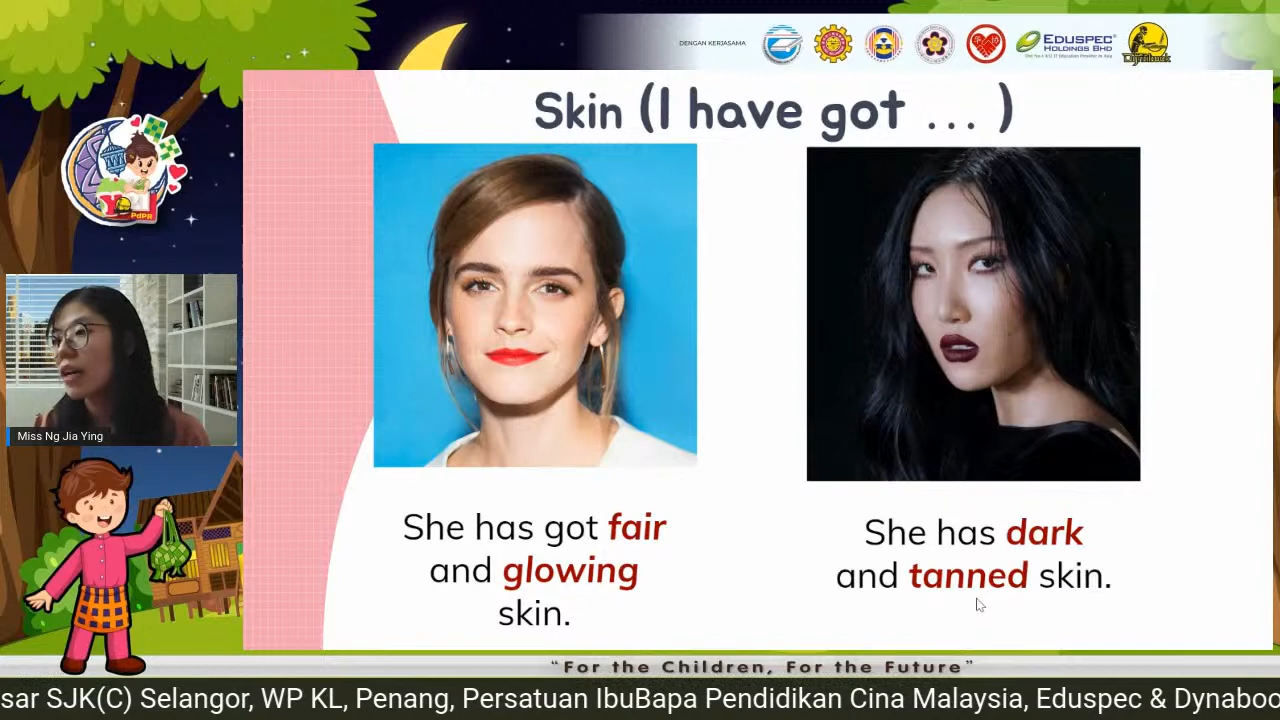 DENGAN KERJASAMA
EDUSPEC
HOLDINGS BHD
Dynabook
Skin (I have got ... )
PdPR
Miss Ng Jia Ying
She has got fair
and glowing
skin.
She has dark
and tanned skin.
“For the Children, For the Future”
sar SJK(C) Selangor, WP KL, Penang, Persatuan IbuBapa Pendidikan Cina Malaysia, Eduspec & Dynaboo